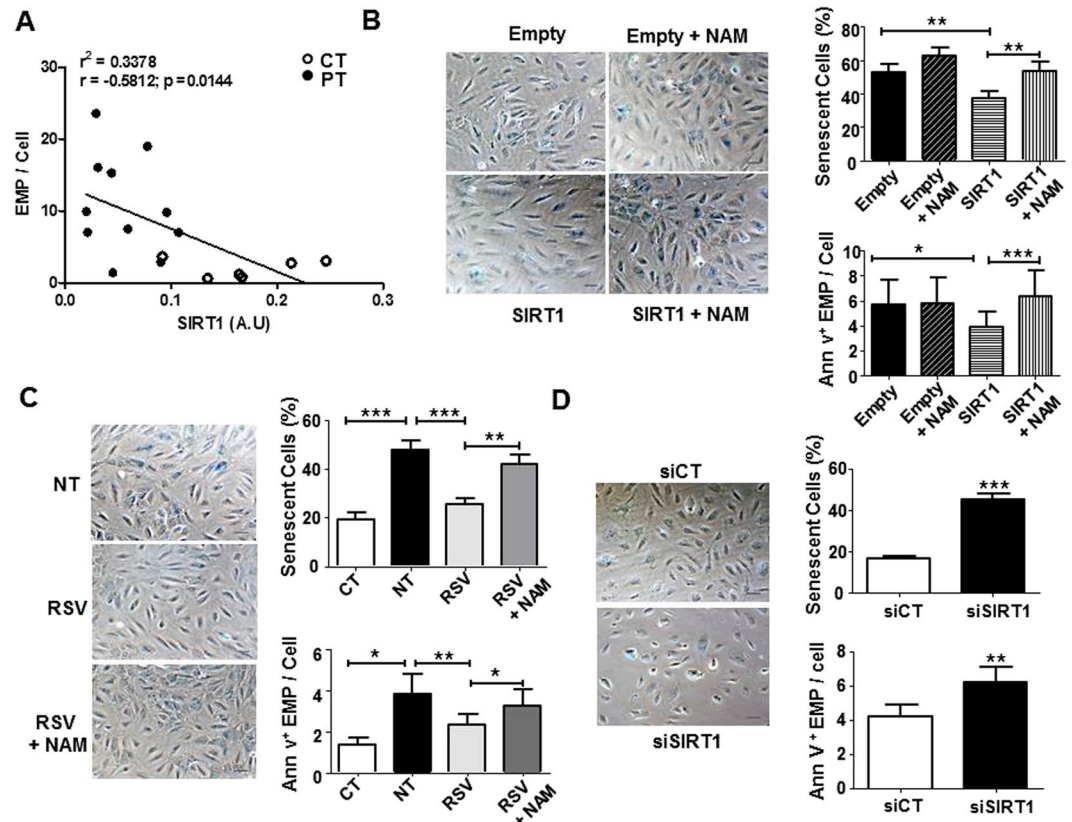 A
r² = 0.3378
r = -0.5812; p = 0.0144
CT
PT
EMP / Cell
30
20
10
0
0.0 0.1 0.2 0.3
SIRT1 (A.U)
B
Empty
Empty + NAM
SIRT1
SIRT1 + NAM
Senescent Cells (%)
80
60
40
20
0
**
**
Empty
Empty
+ NAM
SIRT1
SIRT1
+ NAM
Ann v⁺ EMP / Cell
10
8
6
4
2
0
*
***
Empty
Empty
+ NAM
SIRT1
SIRT1
+ NAM
C
NT
RSV
RSV
+ NAM
Senescent Cells (%)
60
40
20
0
*** ***
**
CT
NT
RSV
RSV
+ NAM
Ann v⁺ EMP / Cell
6
4
2
0
* **
*
CT
NT
RSV
RSV
+ NAM
D
siCT
siSIRT1
Senescent Cells (%)
60
40
20
0
***
siCT siSIRT1
Ann V⁺ EMP / cell
8
6
4
2
0
**
siCT siSIRT1